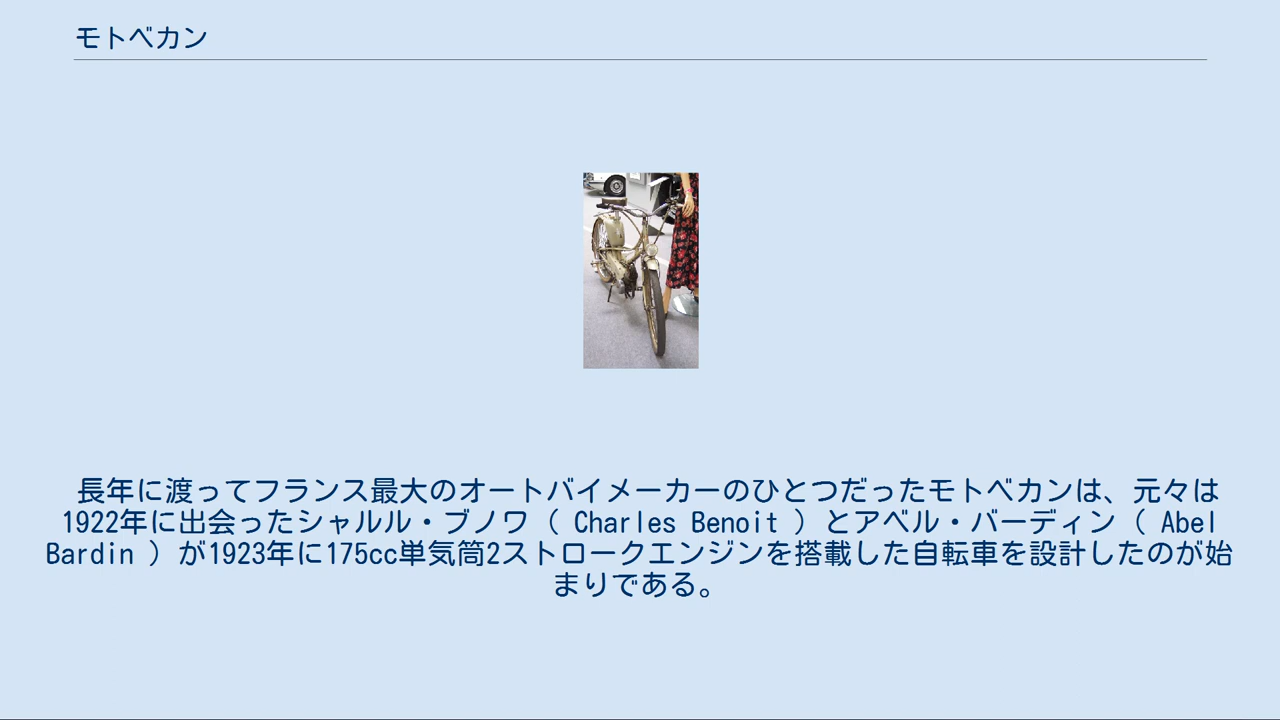 モトベカン
長年に渡ってフランス最大のオートバイメーカーのひとつだったモトベカンは、元々は
1922年に出会ったシャルル・ブノワ（ Charles Benoit ）とアベル・バーディン（ Abel
Bardin ）が1923年に175cc単気筒2ストロークエンジンを搭載した自転車を設計したのが始
まりである。